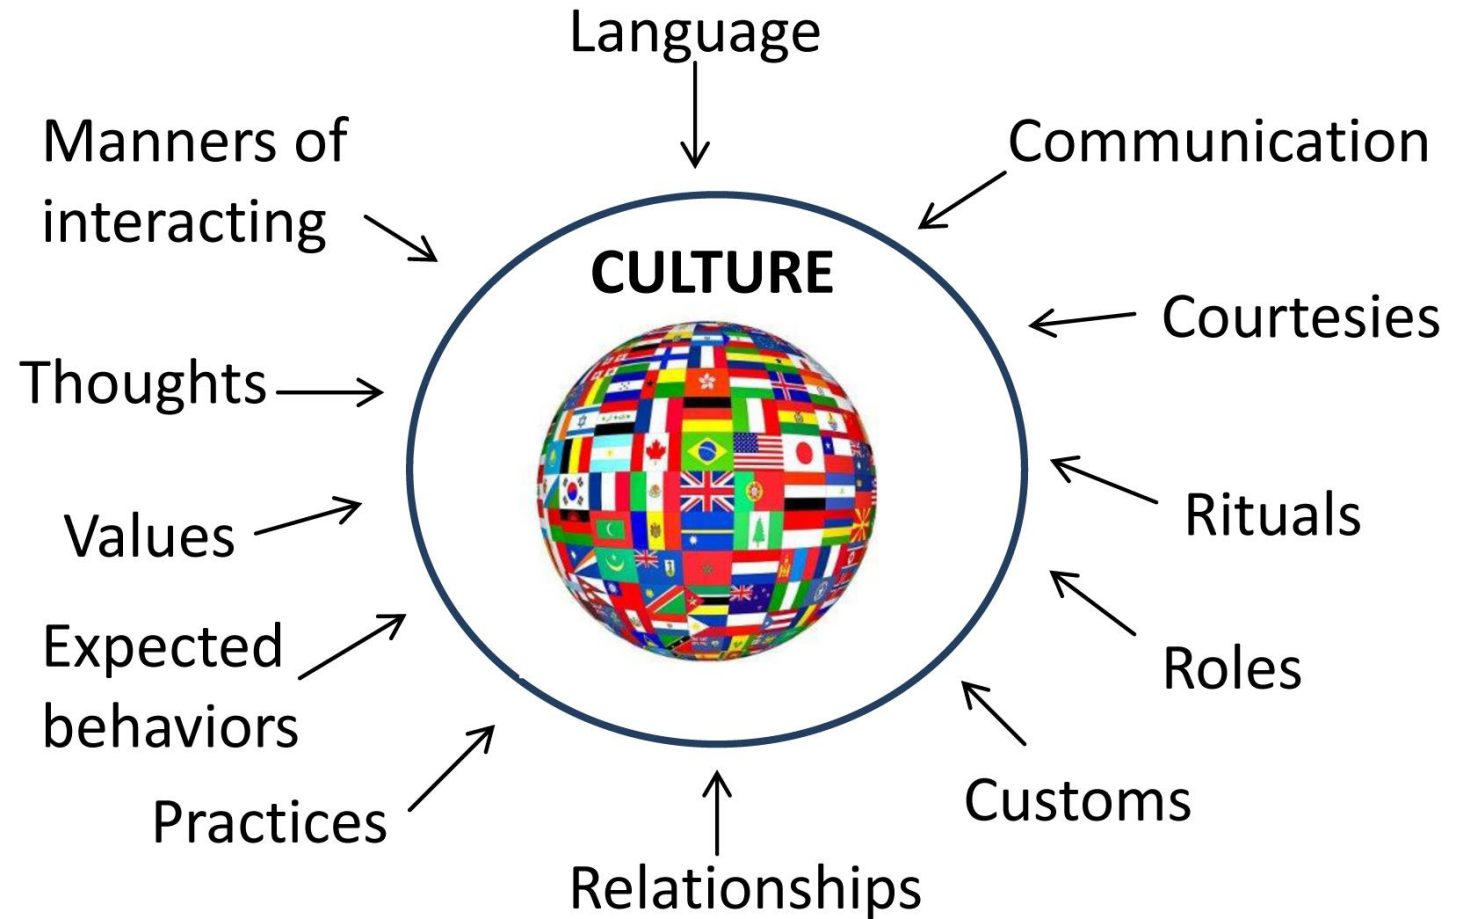 Language
Manners of
interacting
Communication
CULTURE
Courtesies
Thoughts
Values
Rituals
Expected
behaviors
Roles
Practices
Customs
Relationships